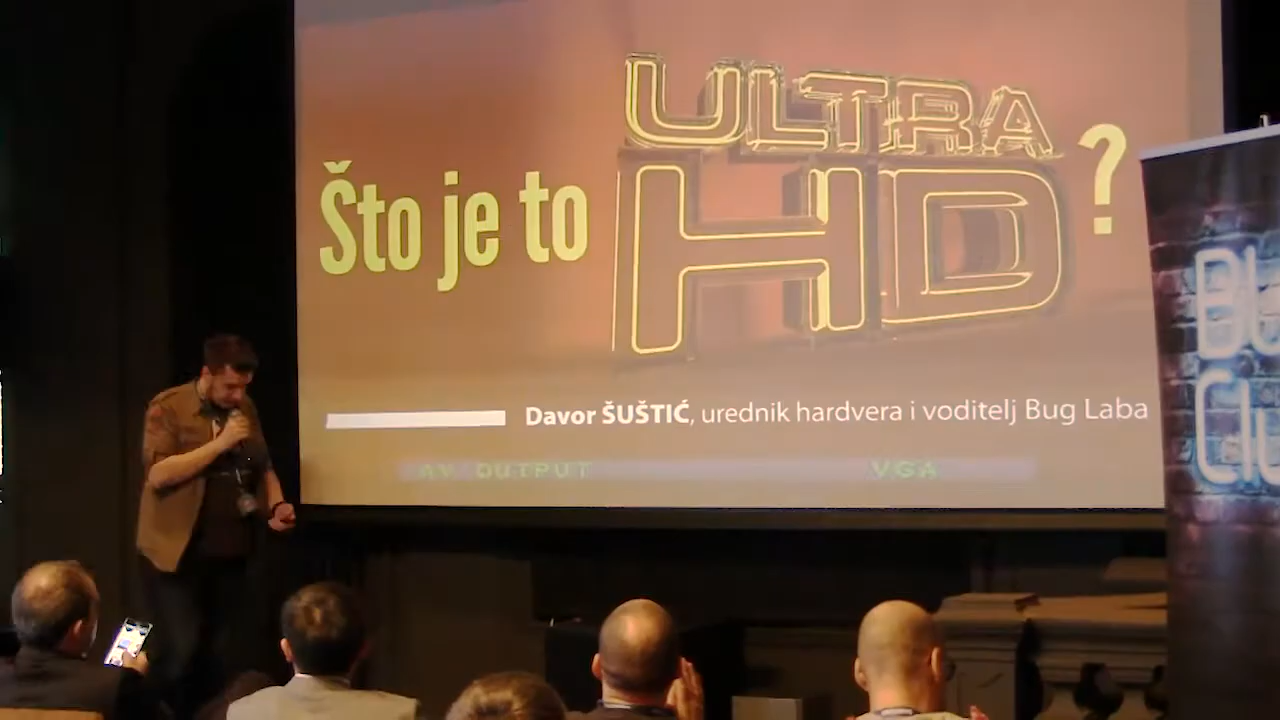 Što je to ULTRA HD ?
Davor ŠUŠTIĆ, urednik hardvera i voditelj Bug Laba
AV OUTPUT VGA